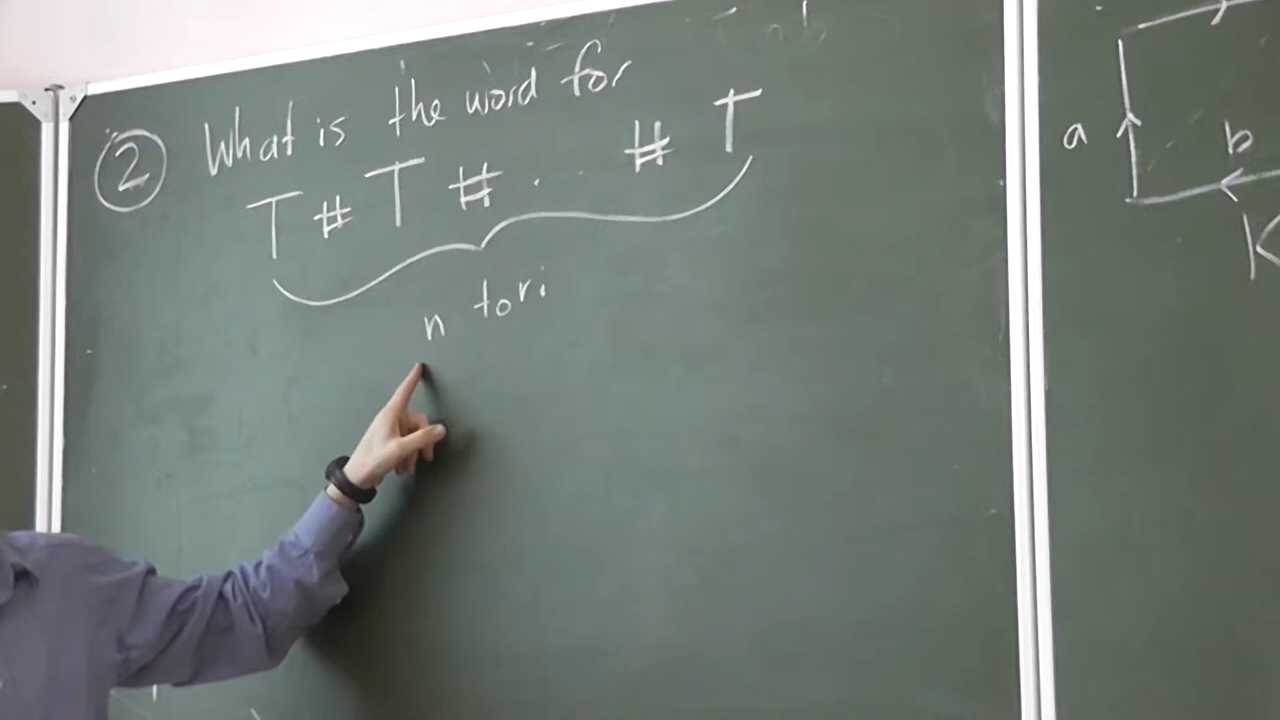 ② What is the word for
T # T # ... # T
n tori
a
b
K